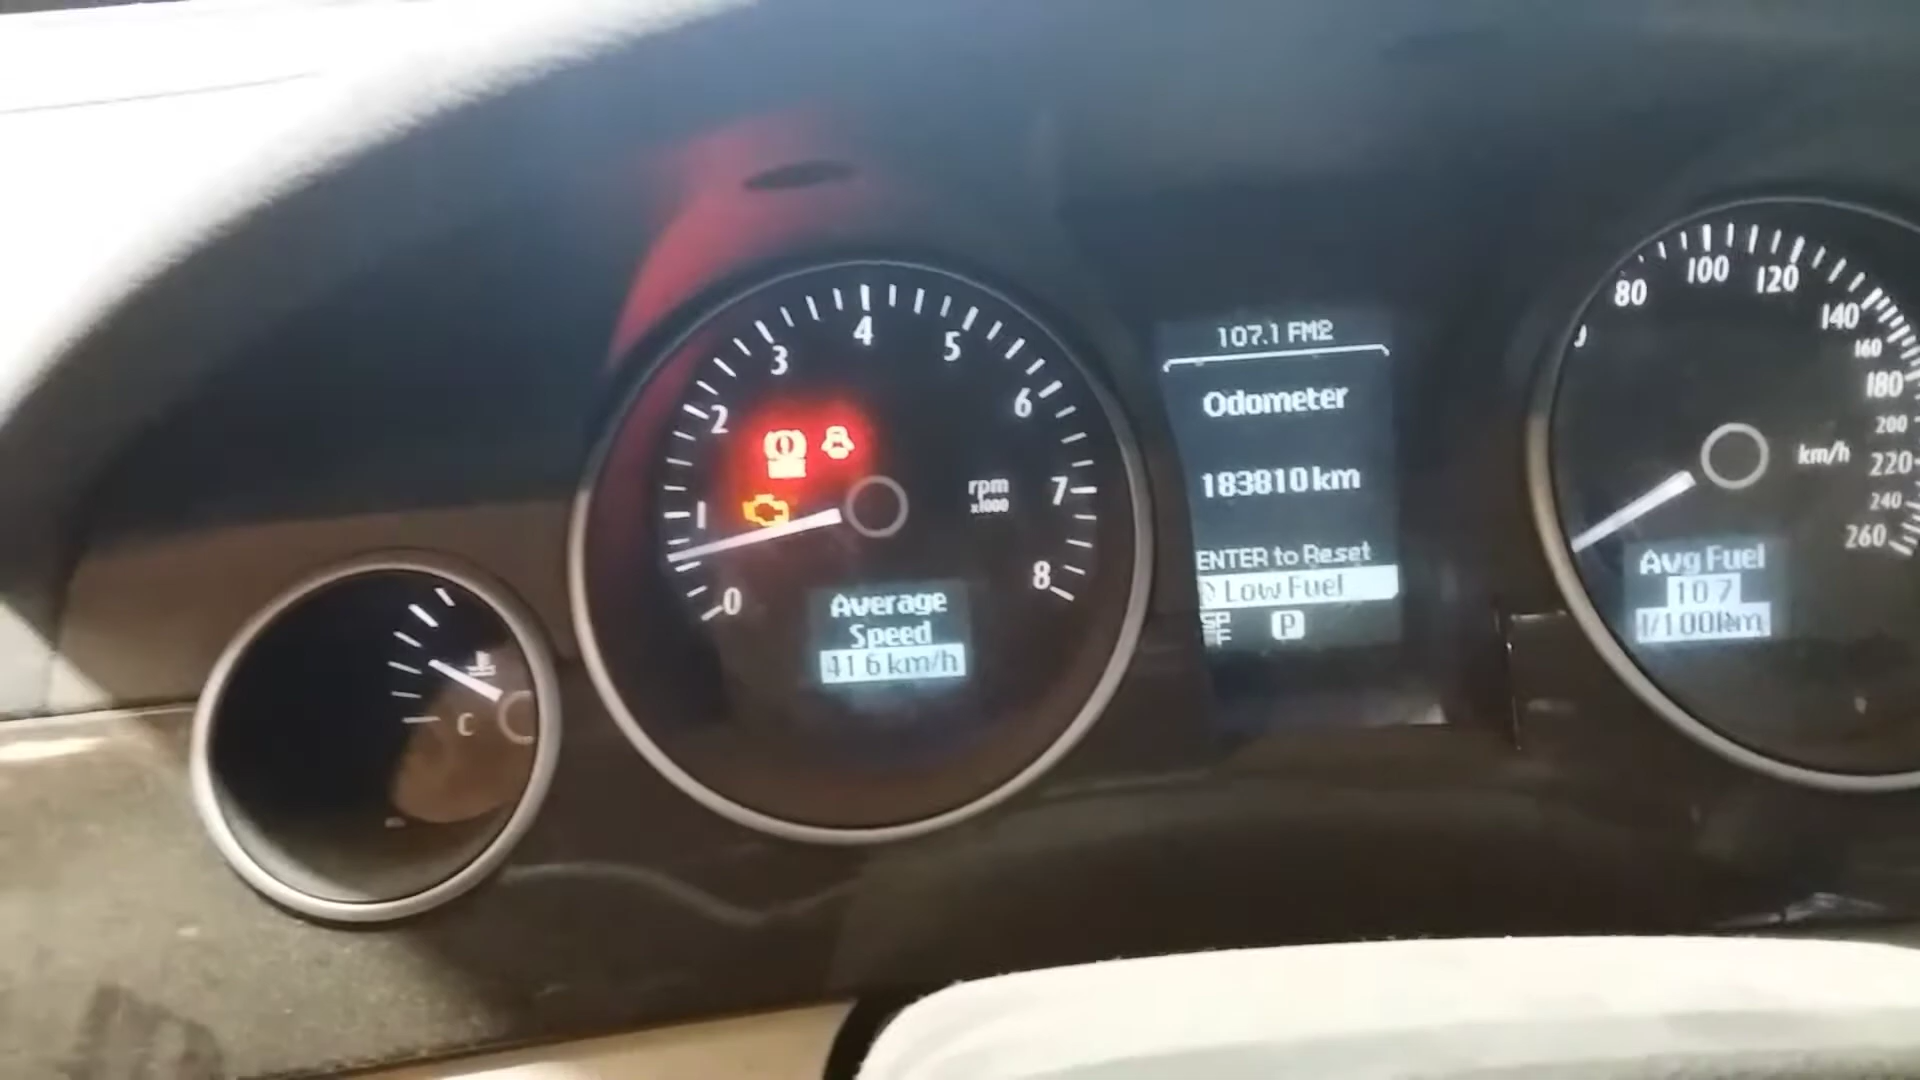 107.1 FM2
Odometer
183810 km
ENTER to Reset
Low Fuel
P
0
1
2
3
4
5
6
7
8
rpm
x1000
Average
Speed
41.6 km/h
C
80
100
120
140
160
180
200
220
240
260
km/h
Avg Fuel
10.7
l/100km